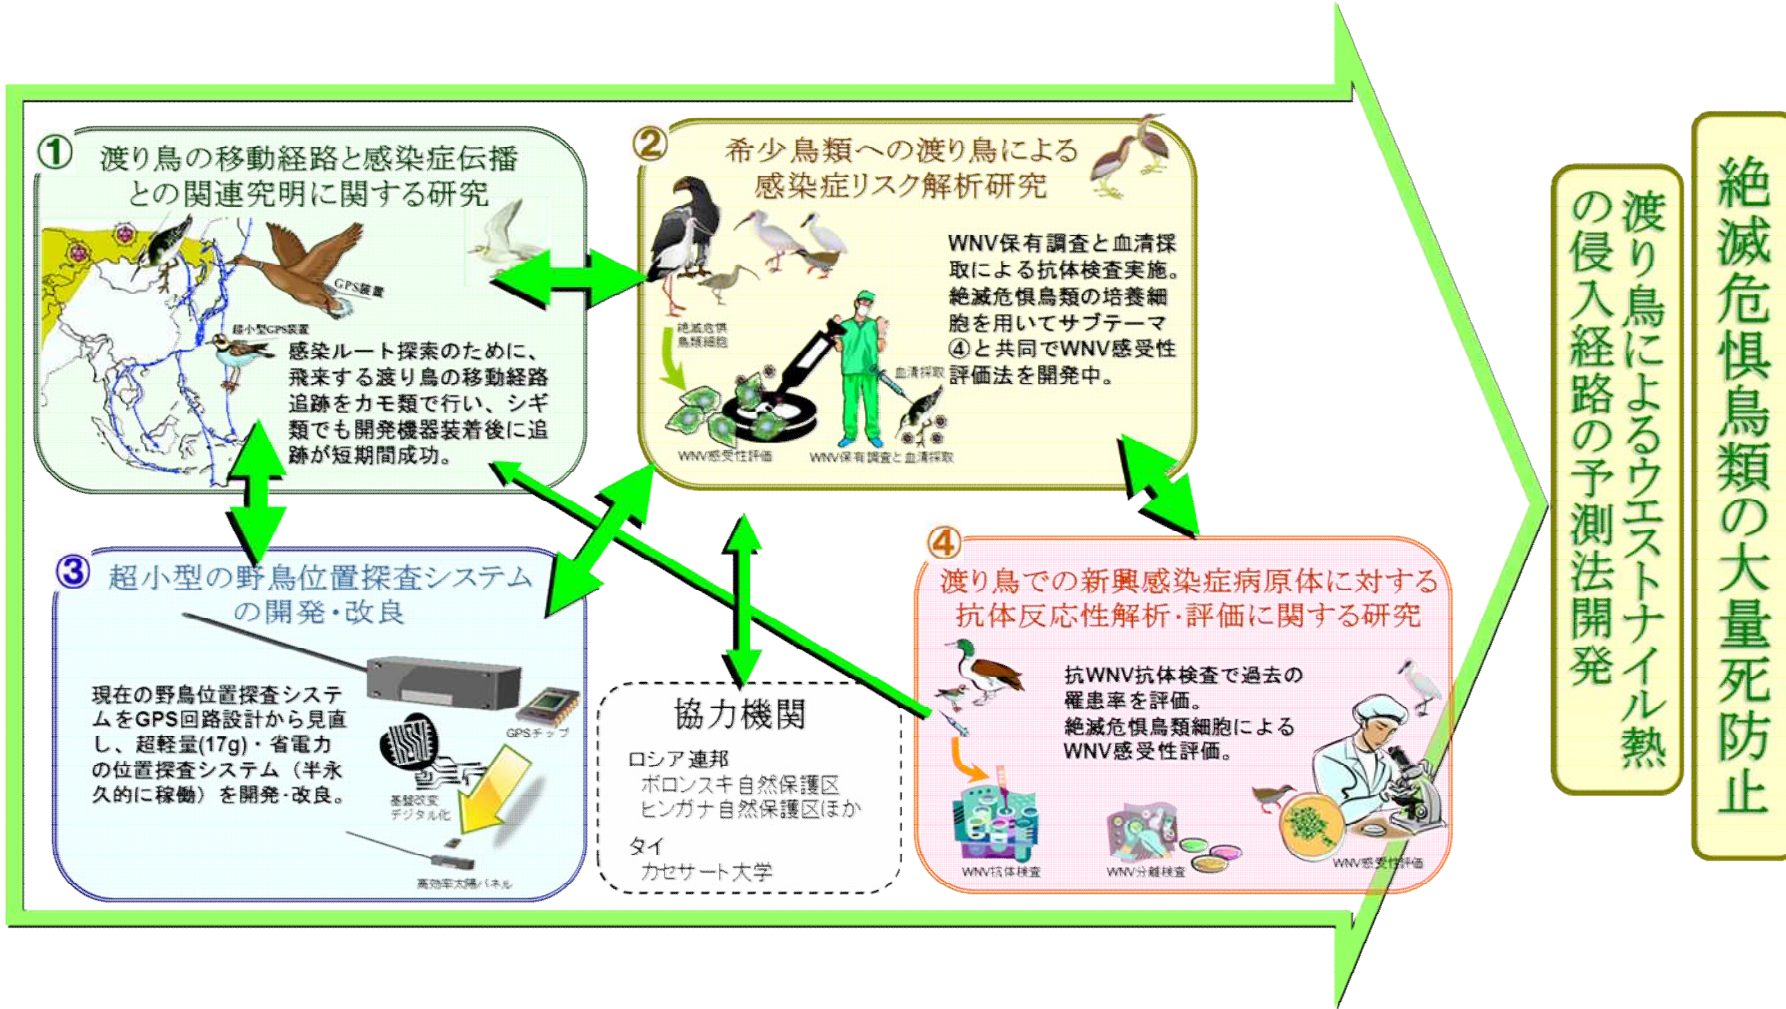 ①
渡り鳥の移動経路と感染症伝播
との関連究明に関する研究
GPS装置
超小型GPS装置
感染ルート探索のために、
飛来する渡り鳥の移動経路
追跡をカモ類で行い、シギ
類でも開発機器装着後に追
跡が短期間成功。
②
希少鳥類への渡り鳥による
感染症リスク解析研究
WNV保有調査と血清採
取による抗体検査実施。
絶滅危惧鳥類の培養細
胞を用いてサブテーマ
④と共同でWNV感受性
評価法を開発中。
絶滅危惧
鳥類細胞
血清採取
WNV感受性評価
WNV保有調査と血清採取
③
超小型の野鳥位置探査システム
の開発・改良
現在の野鳥位置探査システ
ムをGPS回路設計から見直
し、超軽量(17g)・省電力
の位置探査システム（半永
久的に稼働）を開発・改良。
GPSチップ
基盤改変
デジタル化
高効率太陽パネル
協力機関
ロシア連邦
ボロンスキ自然保護区
ヒンガナ自然保護区ほか
タイ
カセサート大学
④
渡り鳥での新興感染症病原体に対する
抗体反応性解析・評価に関する研究
抗WNV抗体検査で過去の
罹患率を評価。
絶滅危惧鳥類細胞による
WNV感受性評価。
WNV抗体検査
WNV分離検査
WNV感受性評価
渡り鳥によるウエストナイル熱
の侵入経路の予測法開発
絶滅危惧鳥類の大量死防止